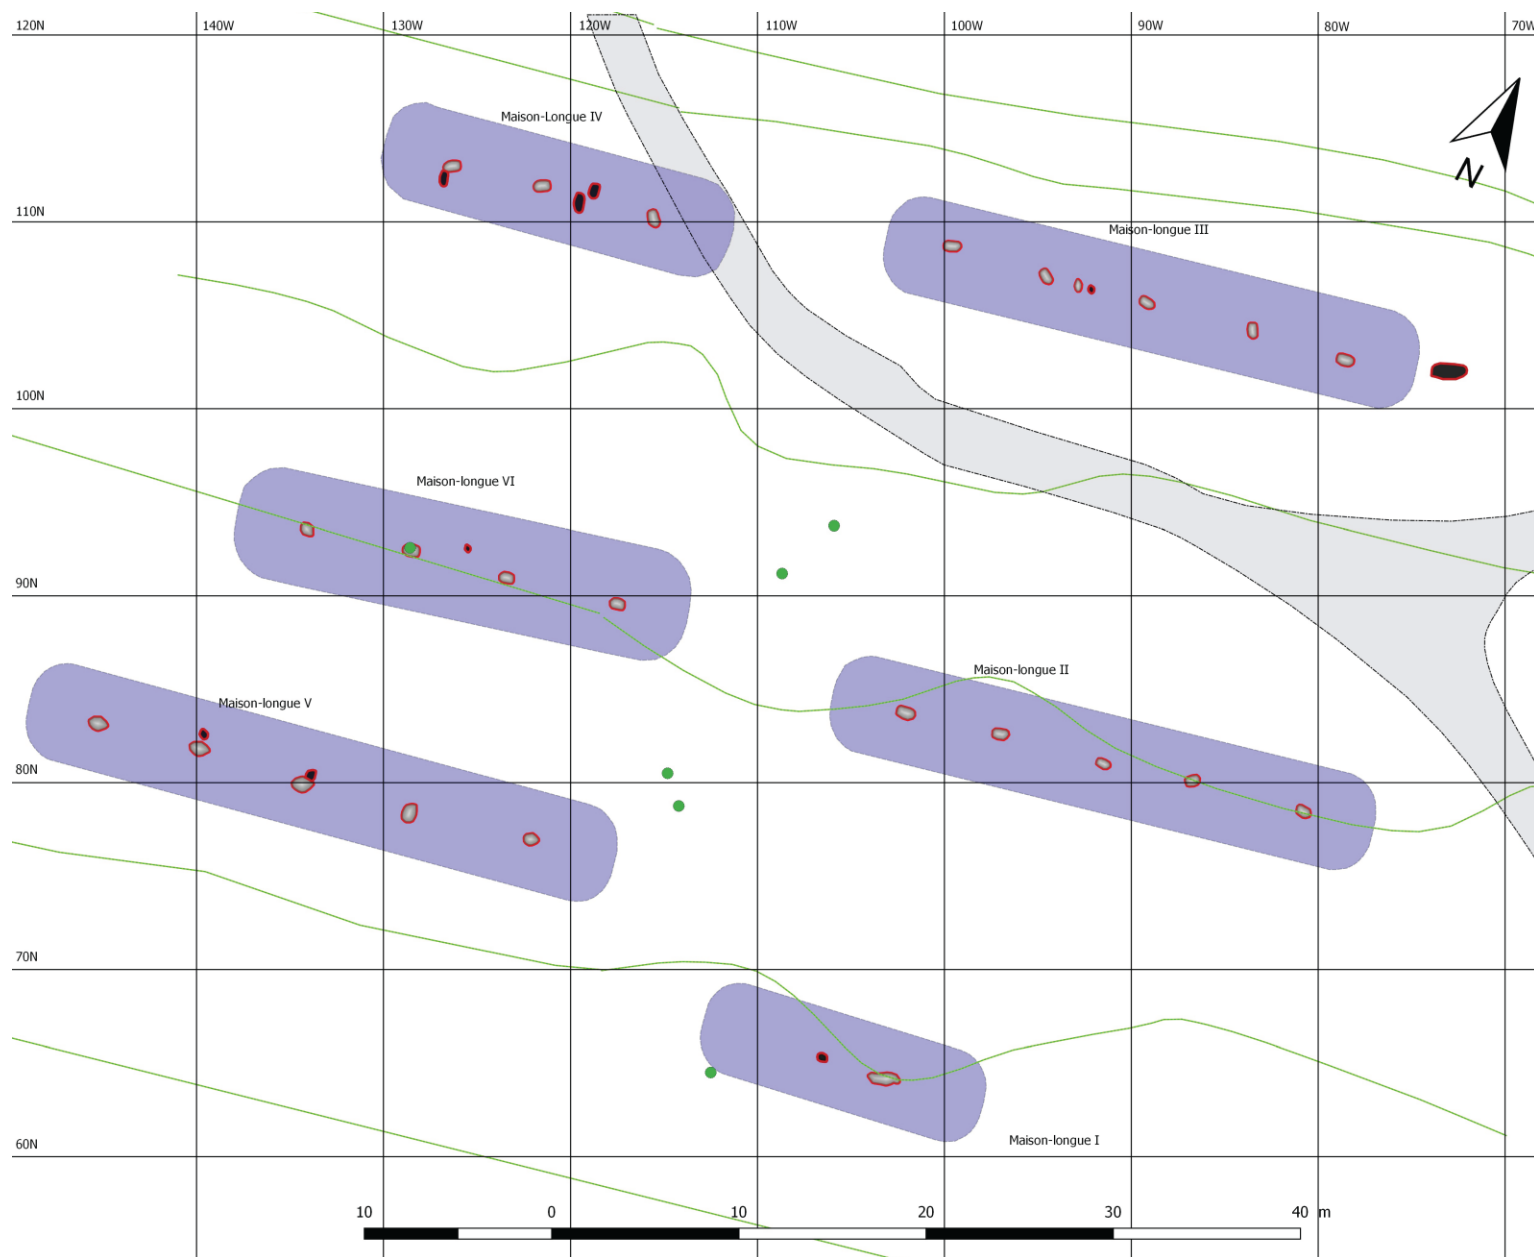 120N 140W 130W 120W 110W 100W 90W 80W 70W
Maison-Longue IV
N
110N
Maison-longue III
100N
Maison-longue VI
90N
Maison-longue II
Maison-longue V
80N
70N
60N
Maison-longue I
10 0 10 20 30 40 m